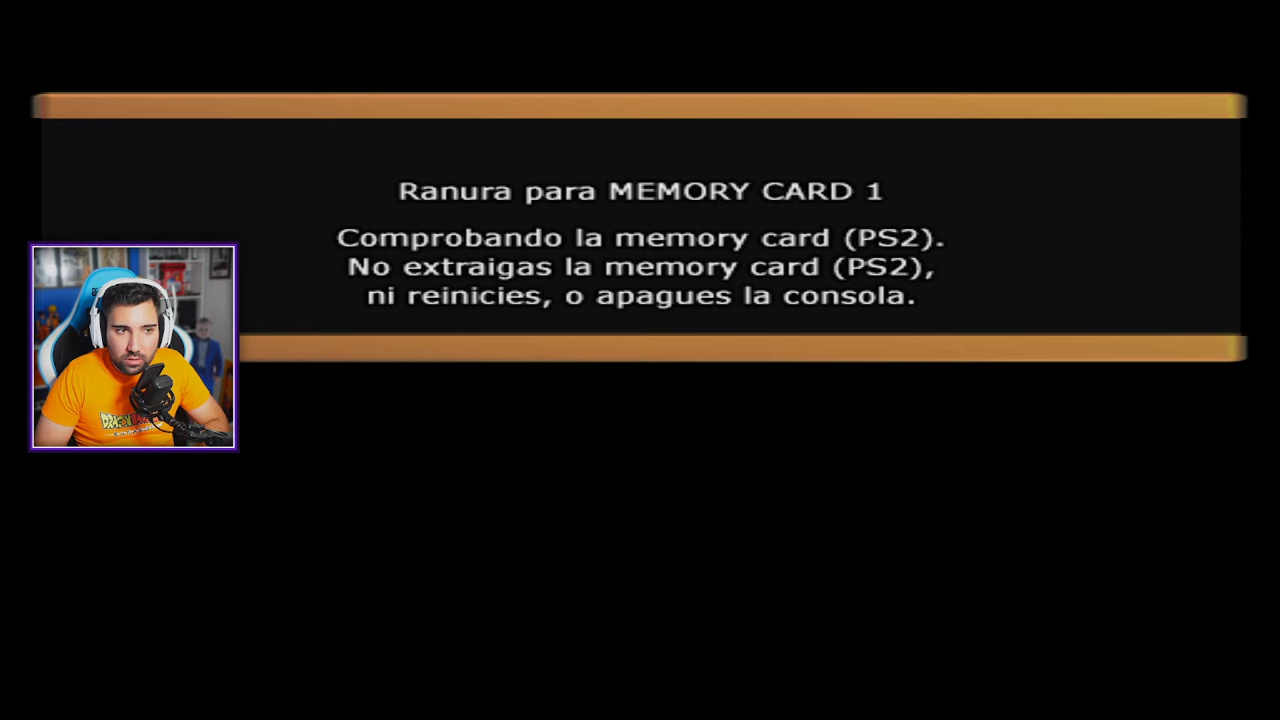 Ranura para MEMORY CARD 1
Comprobando la memory card (PS2).
No extraigas la memory card (PS2),
ni reinicies, o apagues la consola.